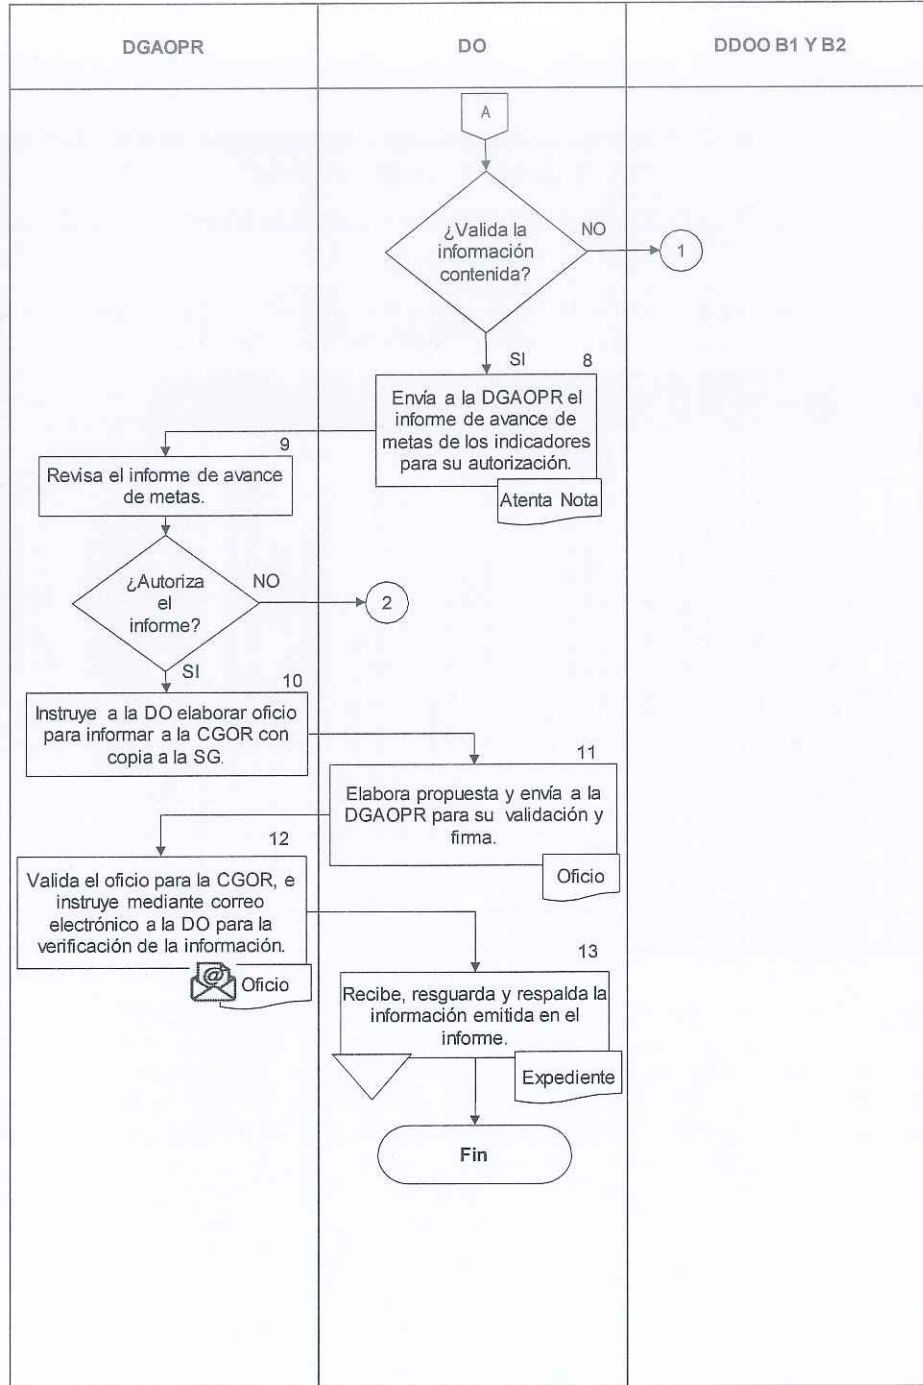 DGAOPR
DO
DDOO B1 Y B2
A
¿Valida la
información
contenida?
NO
1
SI
8
Envía a la DGAOPR el
informe de avance de
metas de los indicadores
para su autorización.
Atenta Nota
9
Revisa el informe de avance
de metas.
¿Autoriza
el
informe?
NO
2
SI
10
Instruye a la DO elaborar oficio
para informar a la CGOR con
copia a la SG.
11
Elabora propuesta y envía a la
DGAOPR para su validación y
firma.
Oficio
12
Valida el oficio para la CGOR, e
instruye mediante correo
electrónico a la DO para la
verificación de la información.
@
Oficio
13
Recibe, resguarda y respalda la
información emitida en el
informe.
Expediente
Fin